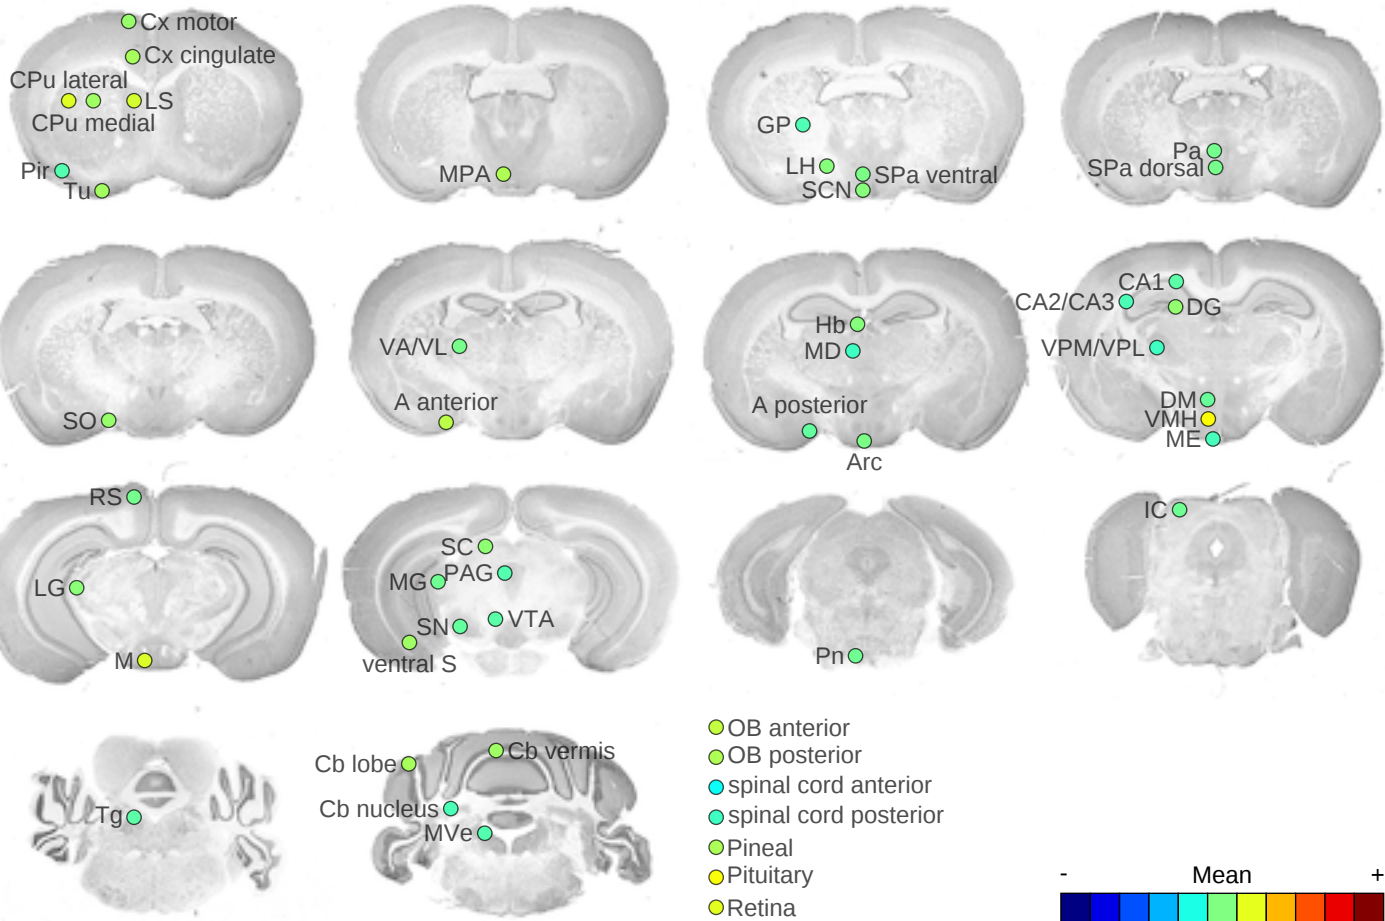 Cx motor
Cx cingulate
CPu lateral
LS
CPu medial
Pir
Tu
MPA
GP
LH
SPa ventral
SCN
Pa
SPa dorsal
SO
VA/VL
A anterior
Hb
MD
A posterior
Arc
CA1
CA2/CA3
DG
VPM/VPL
DM
VMH
ME
RS
LG
M
SC
MG
PAG
SN
VTA
ventral S
Pn
IC
Tg
Cb lobe
Cb vermis
Cb nucleus
MVe
OB anterior
OB posterior
spinal cord anterior
spinal cord posterior
Pineal
Pituitary
Retina
- Mean +